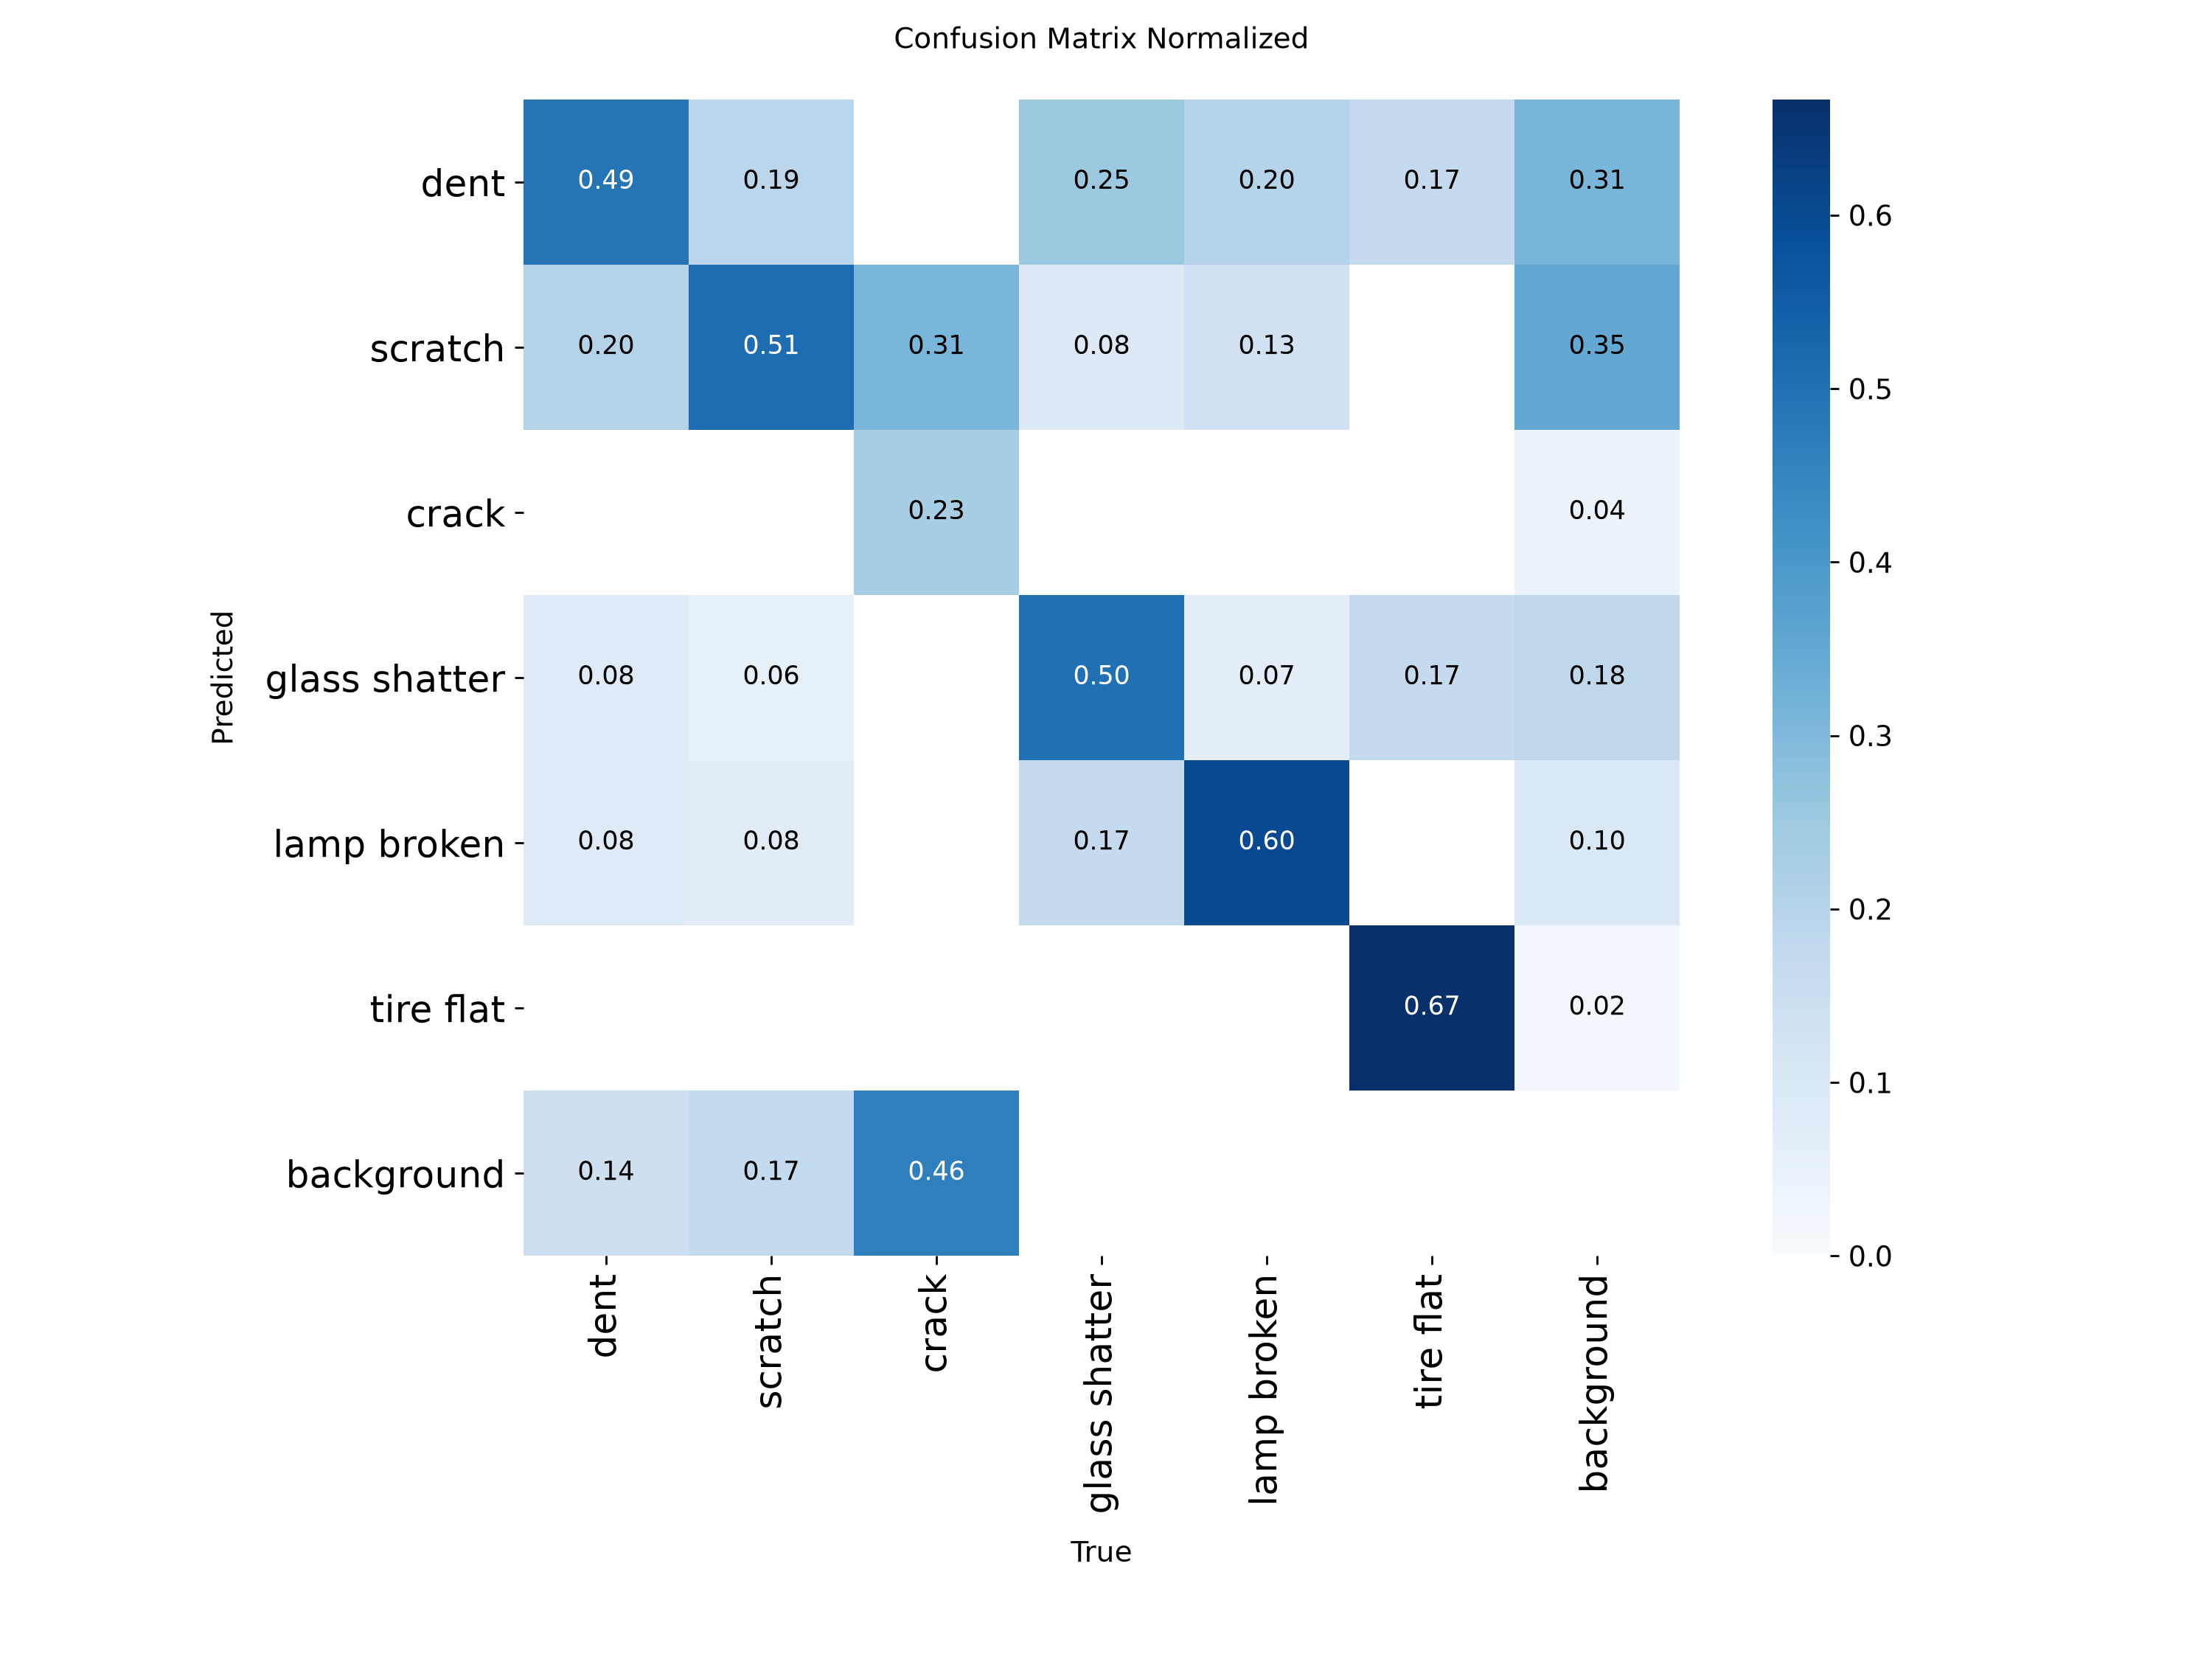 Confusion Matrix Normalized
dent 0.49 0.19 0.25 0.20 0.17 0.31
scratch 0.20 0.51 0.31 0.08 0.13 0.35
crack 0.23 0.04
glass shatter 0.08 0.06 0.50 0.07 0.17 0.18
lamp broken 0.08 0.08 0.17 0.60 0.10
tire flat 0.67 0.02
background 0.14 0.17 0.46
Predicted
dent
scratch
crack
glass shatter
lamp broken
tire flat
background
True
0.6
0.5
0.4
0.3
0.2
0.1
0.0